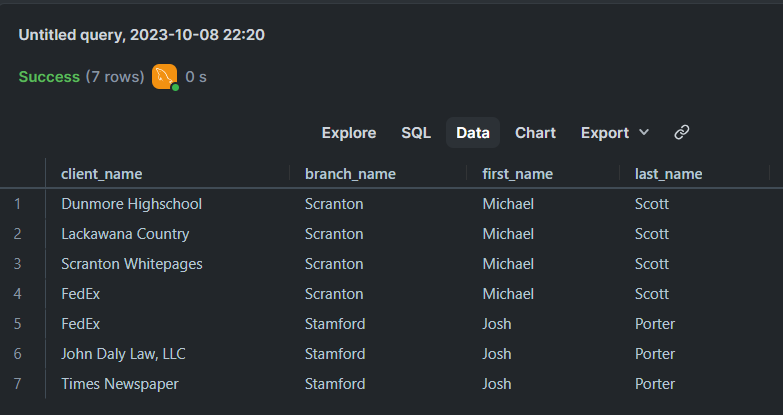 Untitled query, 2023-10-08 22:20
Success (7 rows) 0 s
Explore SQL Data Chart Export
client_name branch_name first_name last_name
1 Dunmore Highschool Scranton Michael Scott
2 Lackawana Country Scranton Michael Scott
3 Scranton Whitepages Scranton Michael Scott
4 FedEx Scranton Michael Scott
5 FedEx Stamford Josh Porter
6 John Daly Law, LLC Stamford Josh Porter
7 Times Newspaper Stamford Josh Porter